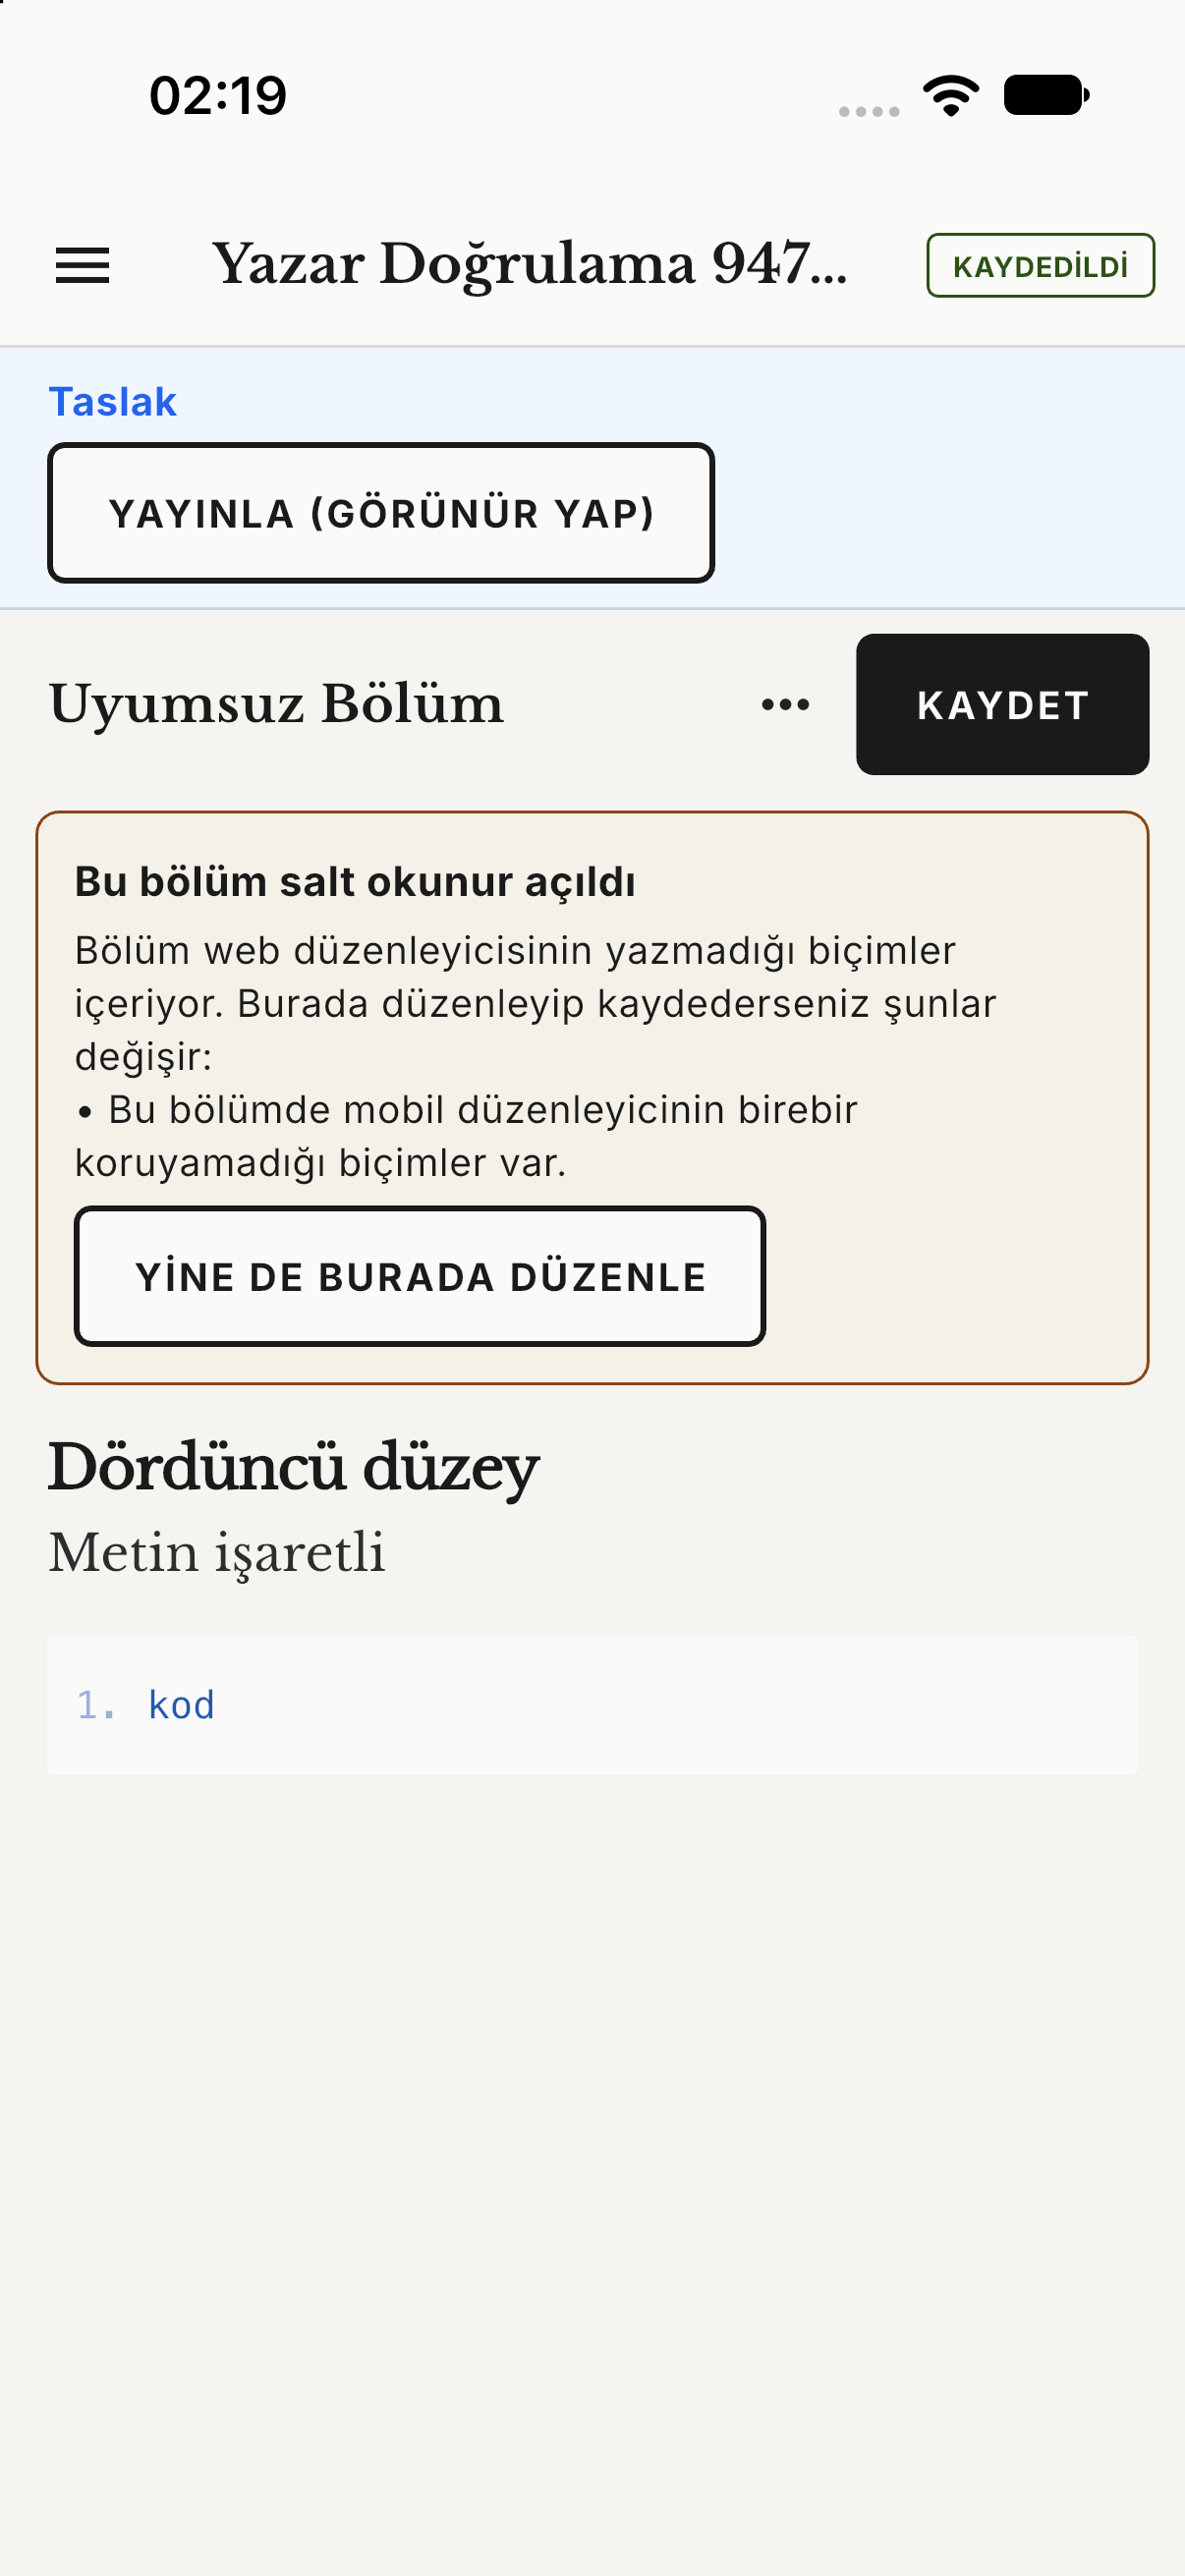 02:19
Yazar Doğrulama 947...
KAYDEDİLDİ
Taslak
YAYINLA (GÖRÜNÜR YAP)
Uyumsuz Bölüm
KAYDET
Bu bölüm salt okunur açıldı
Bölüm web düzenleyicisinin yazmadığı biçimler
içeriyor. Burada düzenleyip kaydederseniz şunlar
değişir:
• Bu bölümde mobil düzenleyicinin birebir
koruyamadığı biçimler var.
YİNE DE BURADA DÜZENLE
Dördüncü düzey
Metin işaretli
1. kod